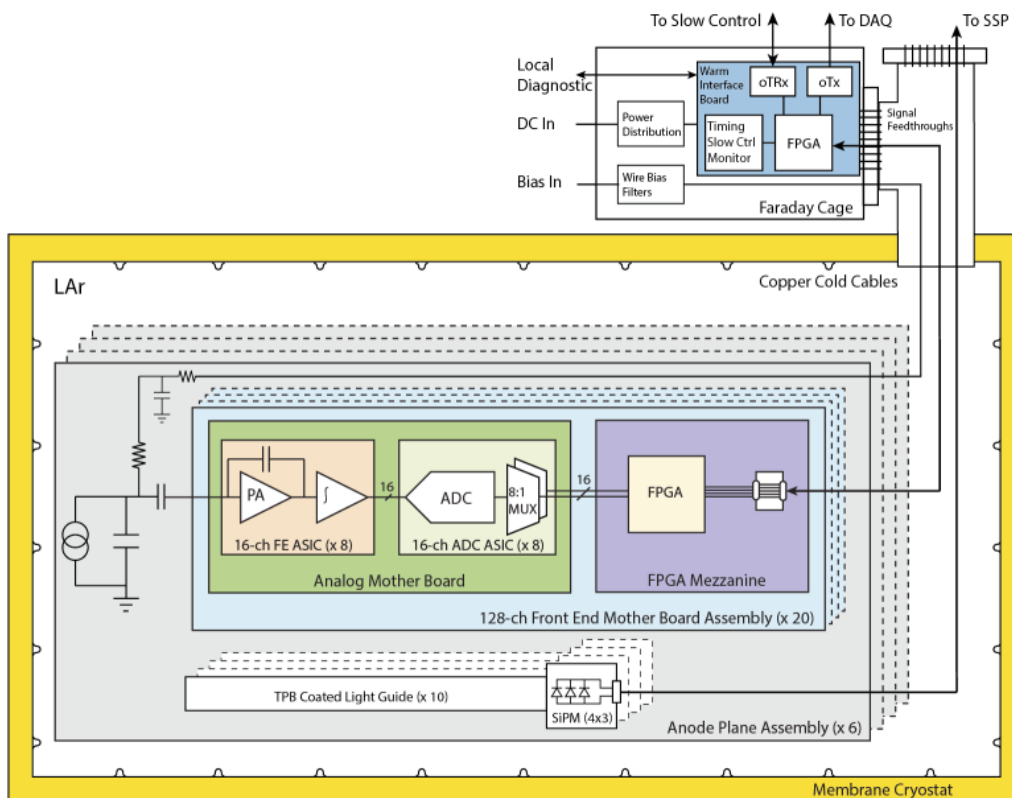 To Slow Control
To DAQ
To SSP
Local
Diagnostic
Warm
Interface
Board
oTRx
oTx
Signal
Feedthroughs
DC In
Power
Distribution
Timing
Slow Ctrl
Monitor
FPGA
Bias In
Wire Bias
Filters
Faraday Cage
LAr
Copper Cold Cables
PA
∫
16
ADC
8:1
MUX
16
FPGA
16-ch FE ASIC (x 8)
16-ch ADC ASIC (x 8)
Analog Mother Board
FPGA Mezzanine
128-ch Front End Mother Board Assembly (x 20)
TPB Coated Light Guide (x 10)
SiPM (4x3)
Anode Plane Assembly (x 6)
Membrane Cryostat